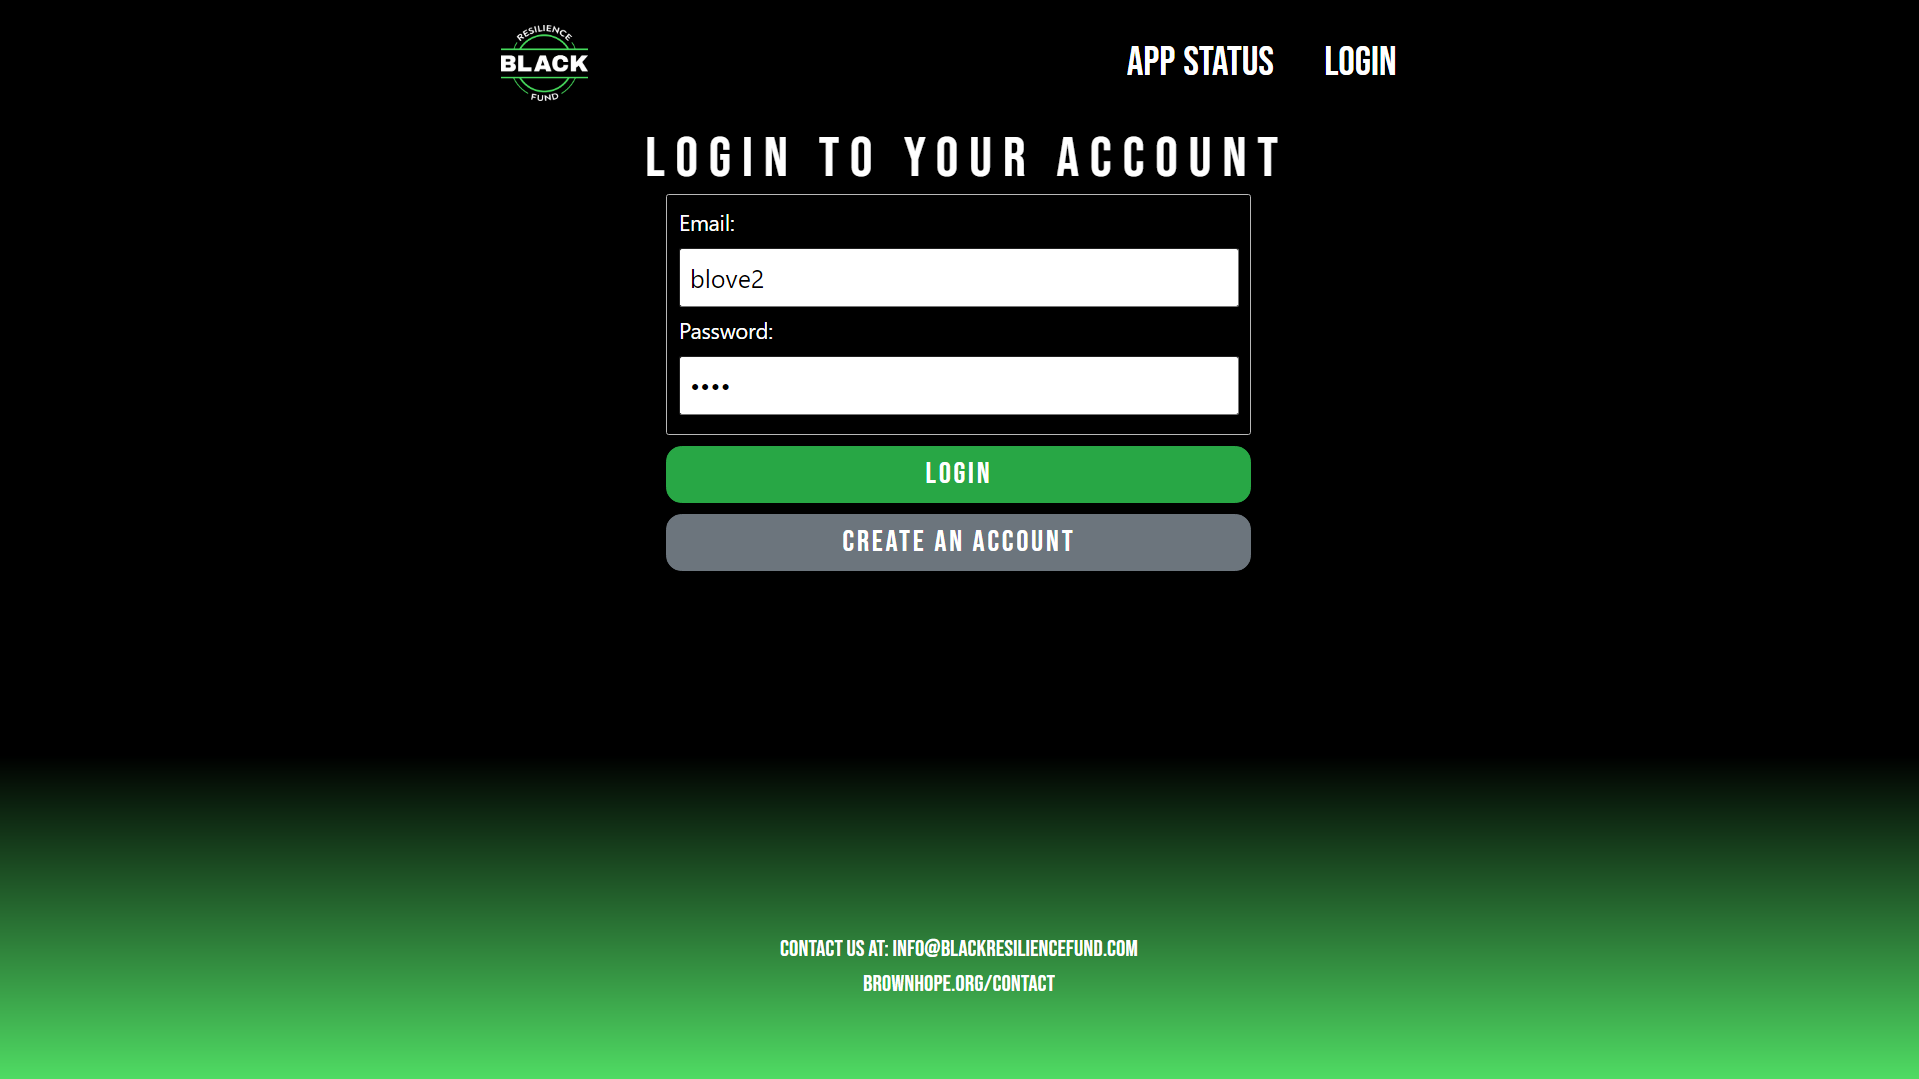 RESILIENCE
BLACK
FUND
APP STATUS
LOGIN
LOGIN TO YOUR ACCOUNT
Email:
blove2
Password:
••••
LOGIN
CREATE AN ACCOUNT
CONTACT US AT: INFO@BLACKRESILIENCEFUND.COM
BROWNHOPE.ORG/CONTACT